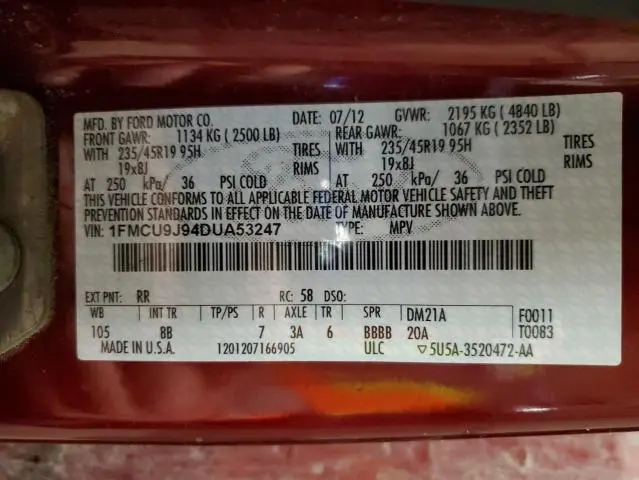 MFD. BY FORD MOTOR CO. DATE: 07/12 GVWR: 2195 KG ( 4840 LB)
FRONT GAWR: 1134 KG ( 2500 LB) REAR GAWR: 1067 KG ( 2352 LB)
WITH 235/45R19 95H TIRES WITH 235/45R19 95H TIRES
19x8J RIMS 19x8J RIMS
AT 250 kPa/ 36 PSI COLD AT 250 kPa/ 36 PSI COLD
THIS VEHICLE CONFORMS TO ALL APPLICABLE FEDERAL MOTOR VEHICLE SAFETY AND THEFT
PREVENTION STANDARDS IN EFFECT ON THE DATE OF MANUFACTURE SHOWN ABOVE.
VIN: 1FMCU9J94DUA53247 TYPE: MPV
EXT PNT: RR RC: 58 DSO:
WB INT TR TP/PS R AXLE TR SPR DM21A F0011
105 8B 7 3A 6 BBBB 20A T0083
MADE IN U.S.A. 1201207166905 ULC ▽5U5A-3520472-AA